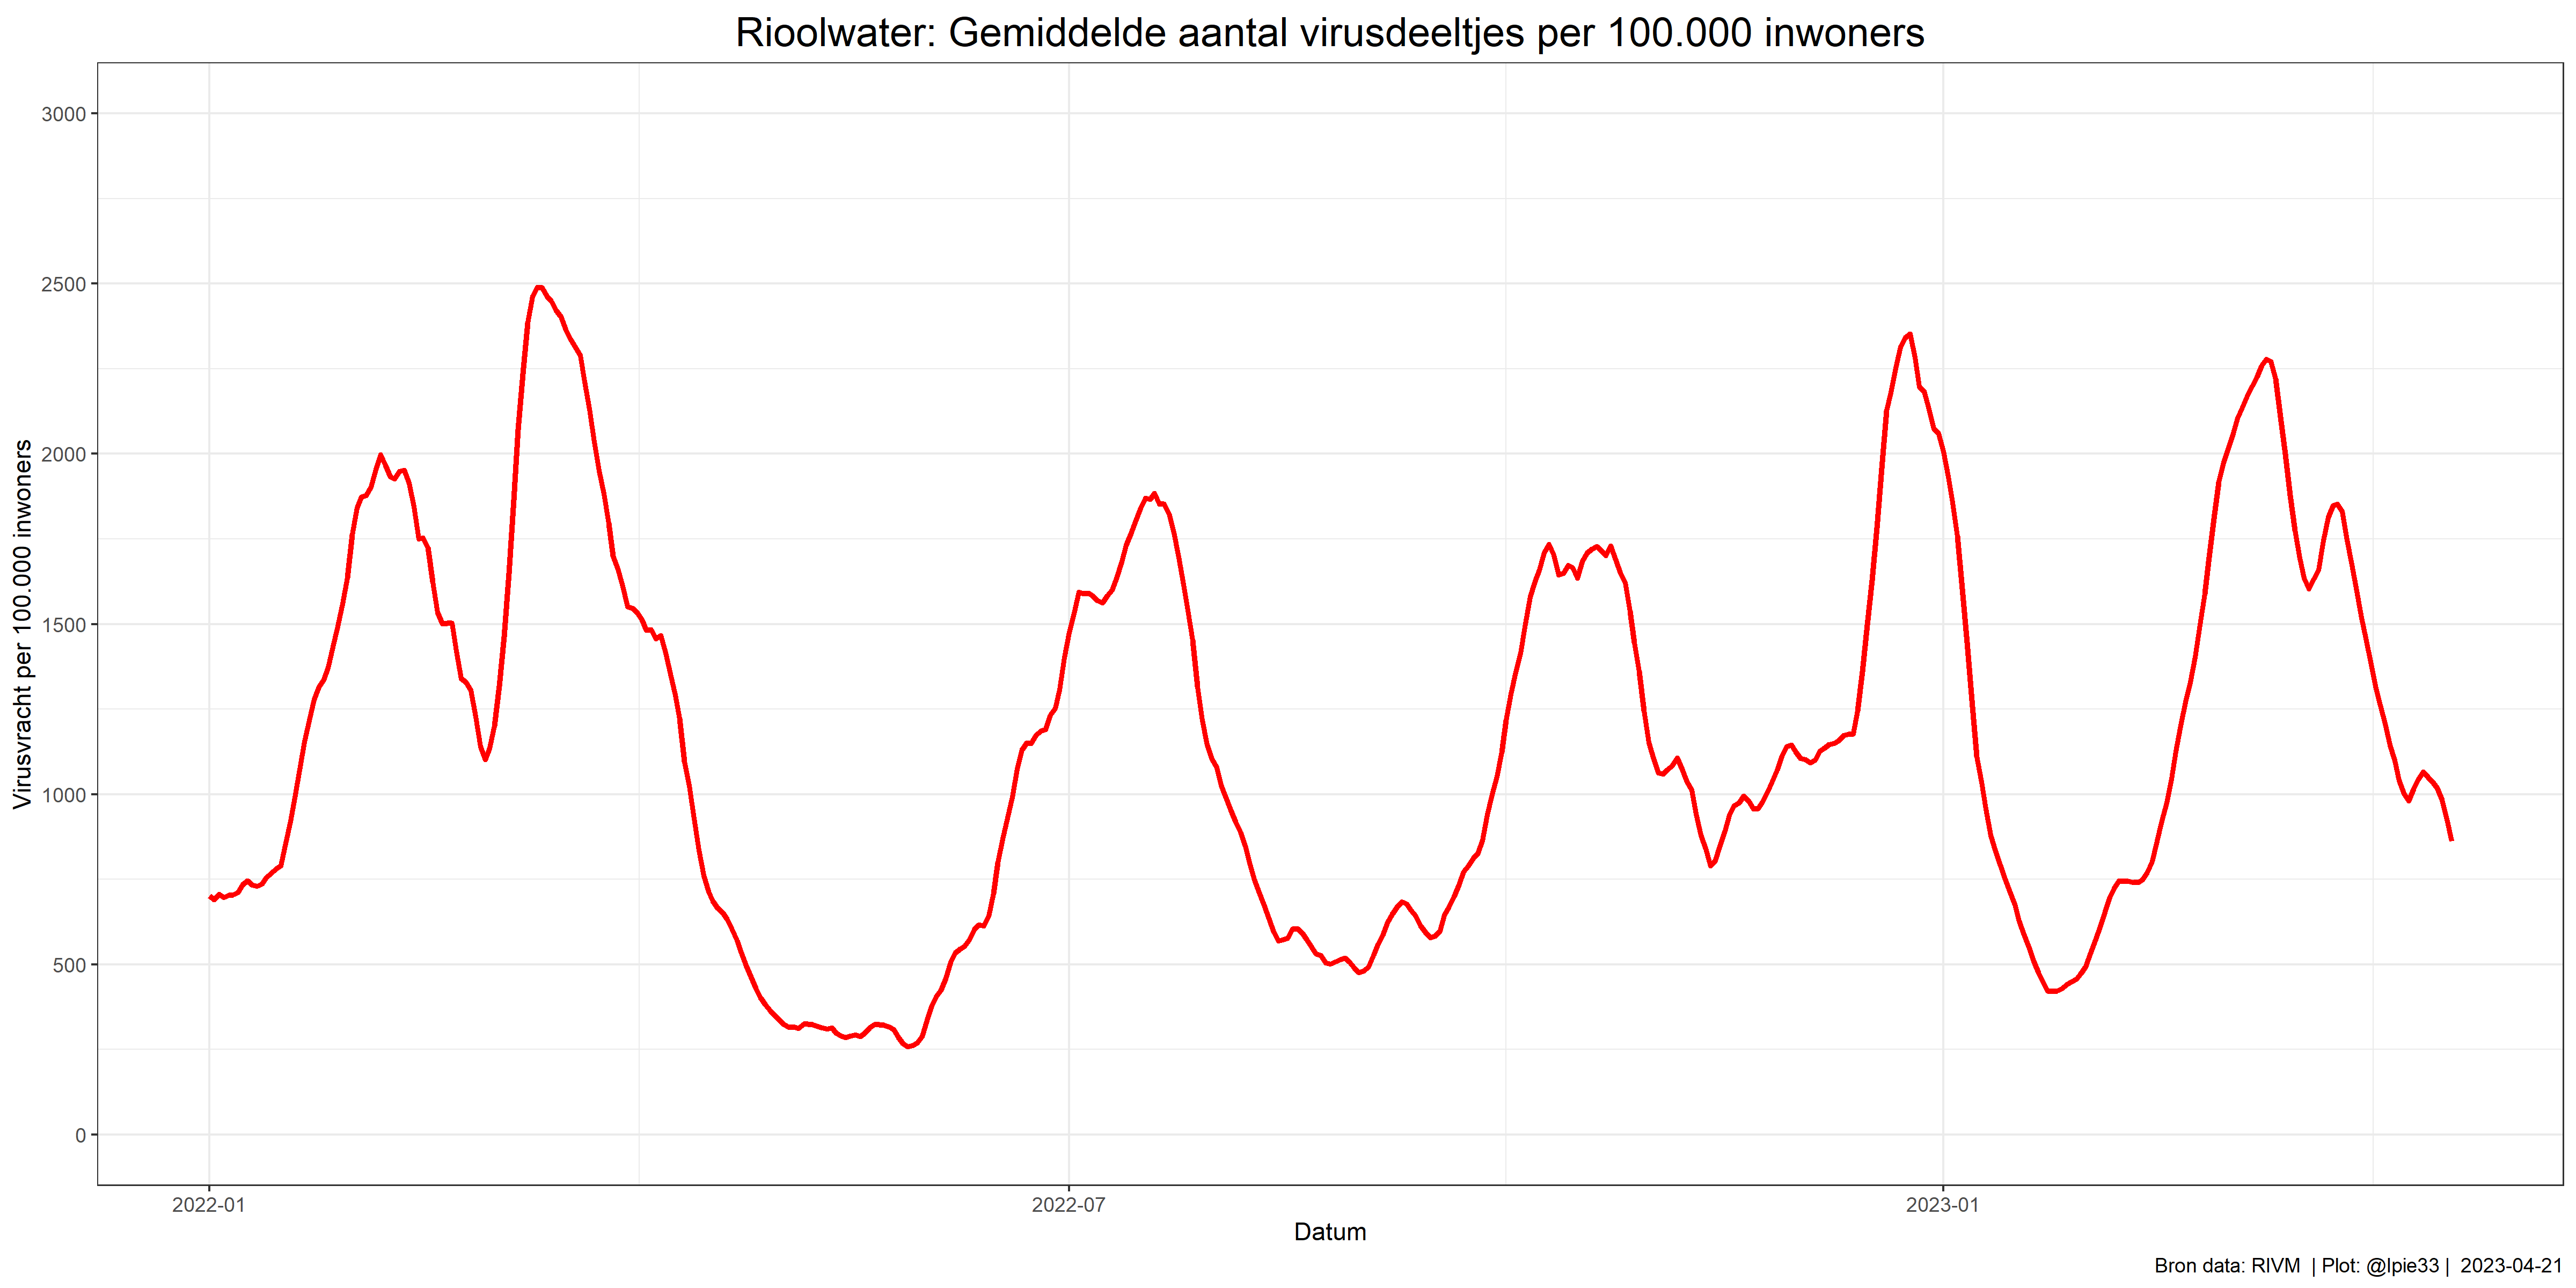 Rioolwater: Gemiddelde aantal virusdeeltjes per 100.000 inwoners
Virusvracht per 100.000 inwoners
3000
2500
2000
1500
1000
500
0
2022-01
2022-07
2023-01
Datum
Bron data: RIVM | Plot: @lpie33 | 2023-04-21